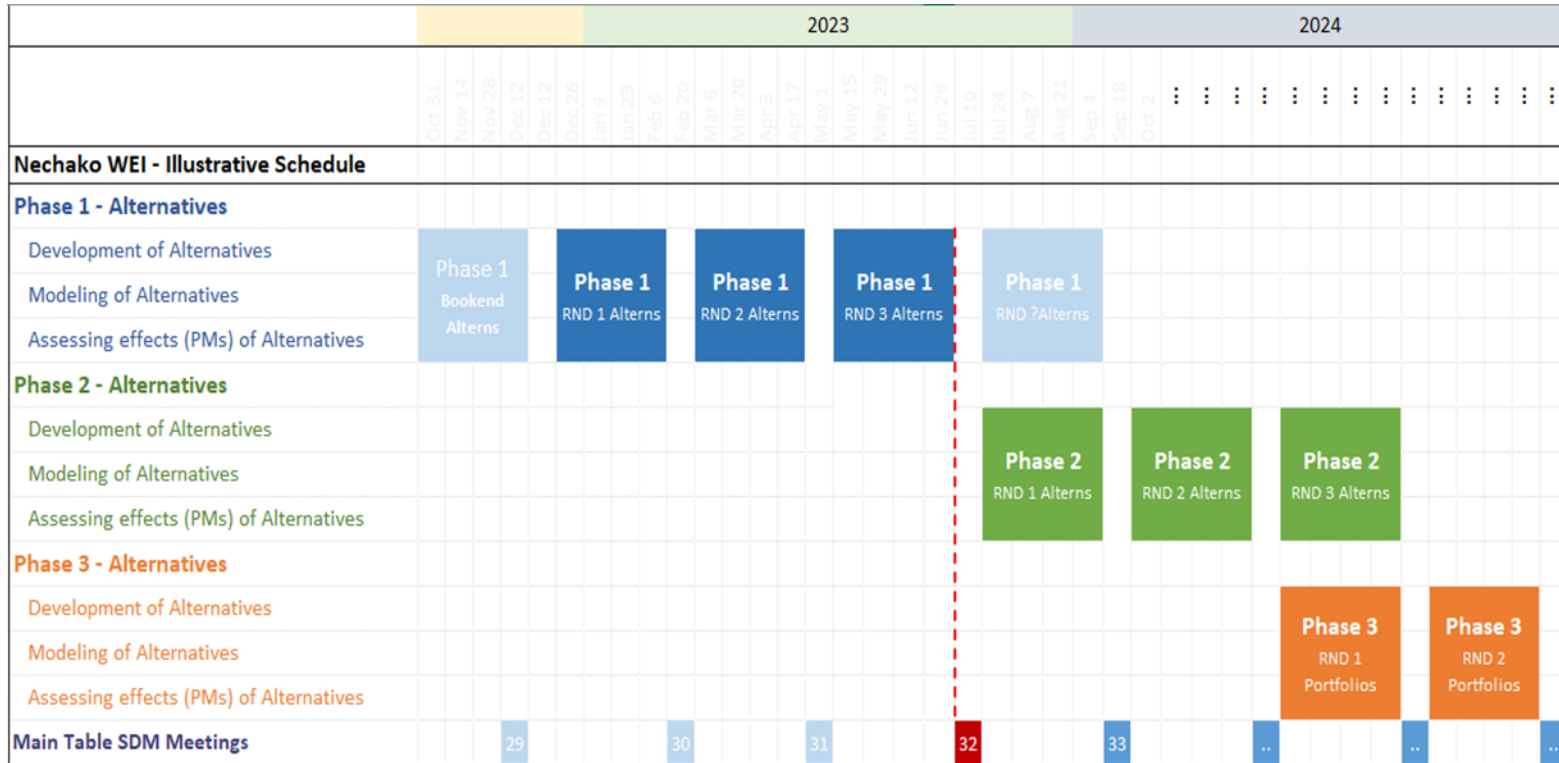 2023 2024
Oct 31 Nov 14 Nov 28 Dec 12 Dec 12 Dec 26 Jan 9 Jan 23 Feb 6 Feb 20 Mar 6 Mar 20 Apr 3 Apr 17 May 1 May 15 May 29 Jun 12 Jun 26 Jul 10 Jul 24 Aug 7 Aug 21 Sep 4 Sep 18 Oct 2 ⋮ ⋮ ⋮ ⋮ ⋮ ⋮ ⋮ ⋮ ⋮ ⋮ ⋮ ⋮ ⋮ ⋮
Nechako WEI - Illustrative Schedule
Phase 1 - Alternatives
Development of Alternatives
Modeling of Alternatives
Assessing effects (PMs) of Alternatives
Phase 1
Bookend
Alterns
Phase 1
RND 1 Alterns
Phase 1
RND 2 Alterns
Phase 1
RND 3 Alterns
Phase 1
RND ?Alterns
Phase 2 - Alternatives
Development of Alternatives
Modeling of Alternatives
Assessing effects (PMs) of Alternatives
Phase 2
RND 1 Alterns
Phase 2
RND 2 Alterns
Phase 2
RND 3 Alterns
Phase 3 - Alternatives
Development of Alternatives
Modeling of Alternatives
Assessing effects (PMs) of Alternatives
Phase 3
RND 1
Portfolios
Phase 3
RND 2
Portfolios
Main Table SDM Meetings 29 30 31 32 33 .. .. ..